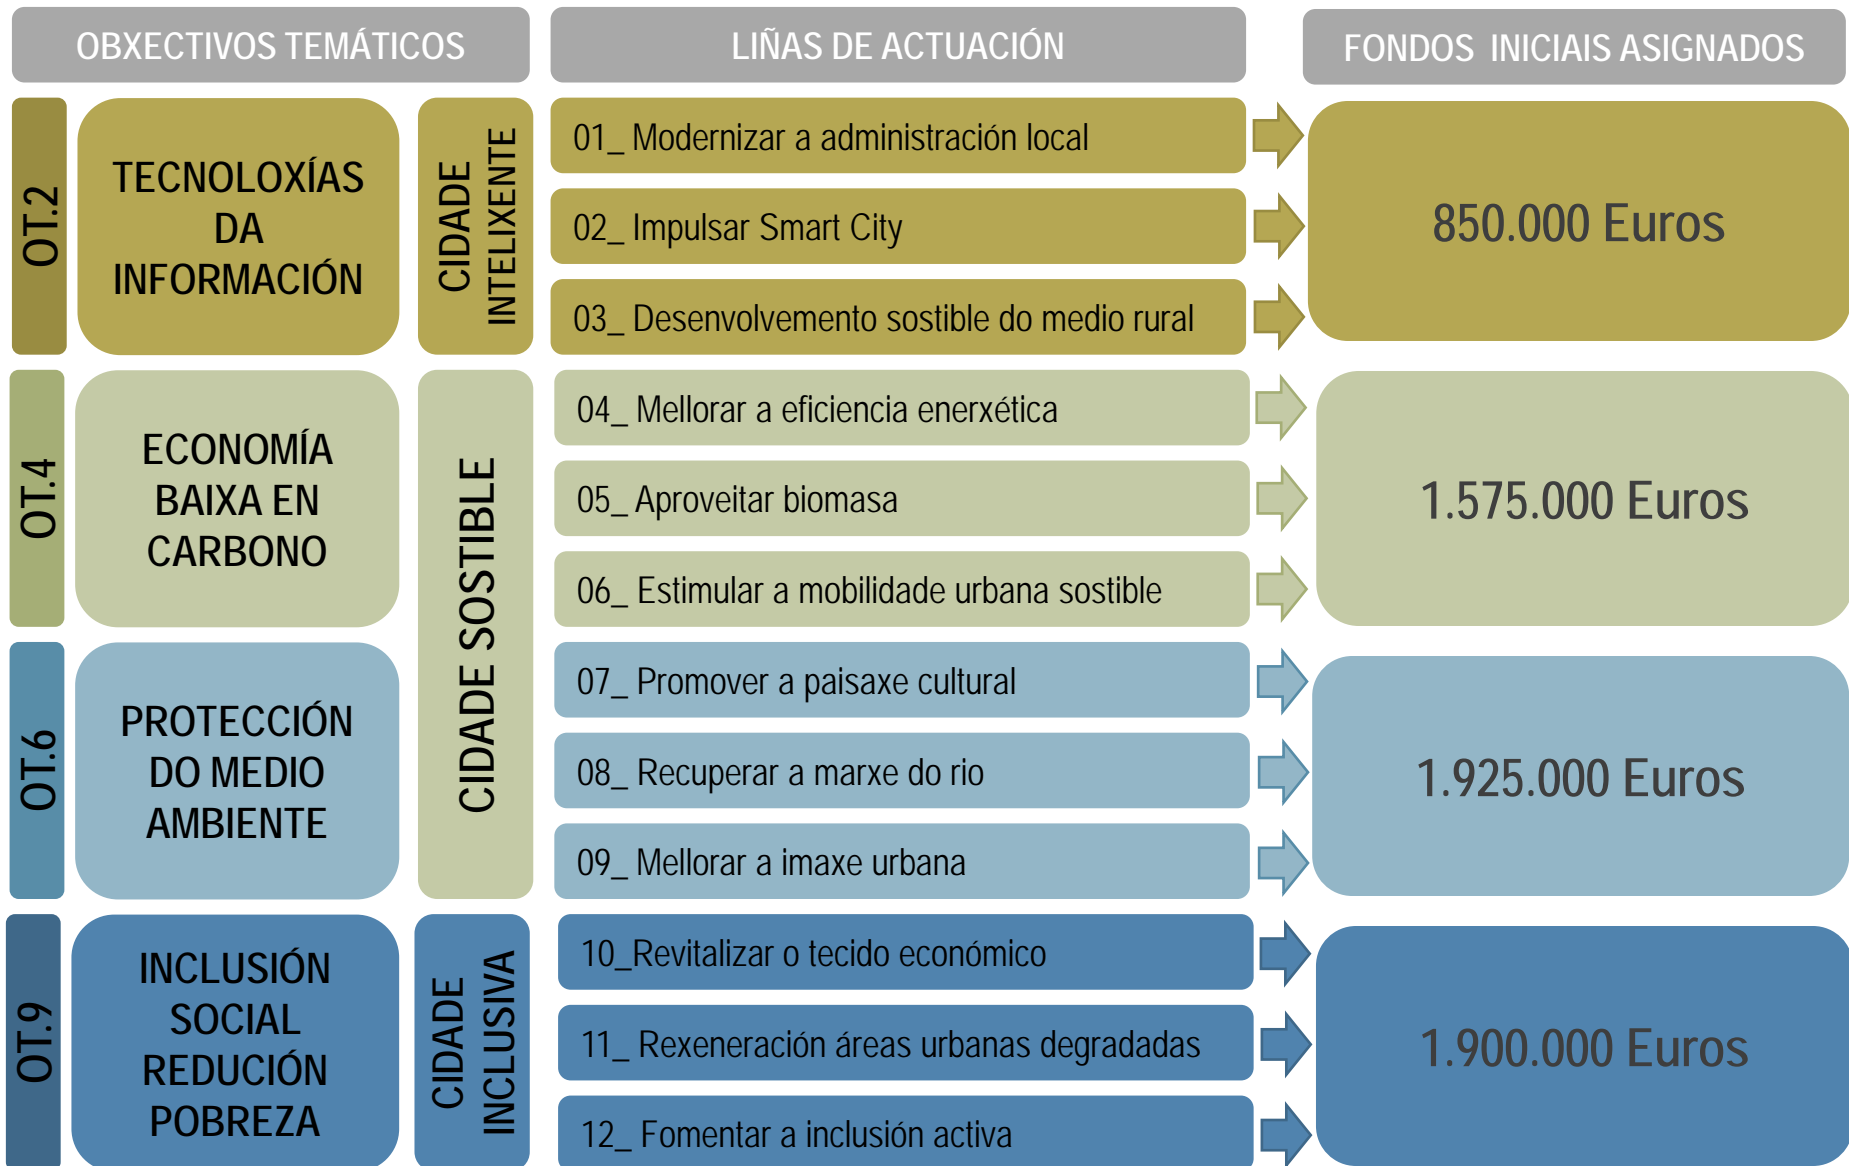 OBXECTIVOS TEMÁTICOS
LIÑAS DE ACTUACIÓN
FONDOS INICIAIS ASIGNADOS
OT.2
TECNOLOXÍAS
DA
INFORMACIÓN
CIDADE
INTELIXENTE
01_ Modernizar a administración local
02_ Impulsar Smart City
03_ Desenvolvemento sostible do medio rural
850.000 Euros
OT.4
ECONOMÍA
BAIXA EN
CARBONO
CIDADE SOSTIBLE
04_ Mellorar a eficiencia enerxética
05_ Aproveitar biomasa
06_ Estimular a mobilidade urbana sostible
1.575.000 Euros
OT.6
PROTECCIÓN
DO MEDIO
AMBIENTE
07_ Promover a paisaxe cultural
08_ Recuperar a marxe do rio
09_ Mellorar a imaxe urbana
1.925.000 Euros
OT.9
INCLUSIÓN
SOCIAL
REDUCIÓN
POBREZA
CIDADE
INCLUSIVA
10_Revitalizar o tecido económico
11_ Rexeneración áreas urbanas degradadas
12_ Fomentar a inclusión activa
1.900.000 Euros